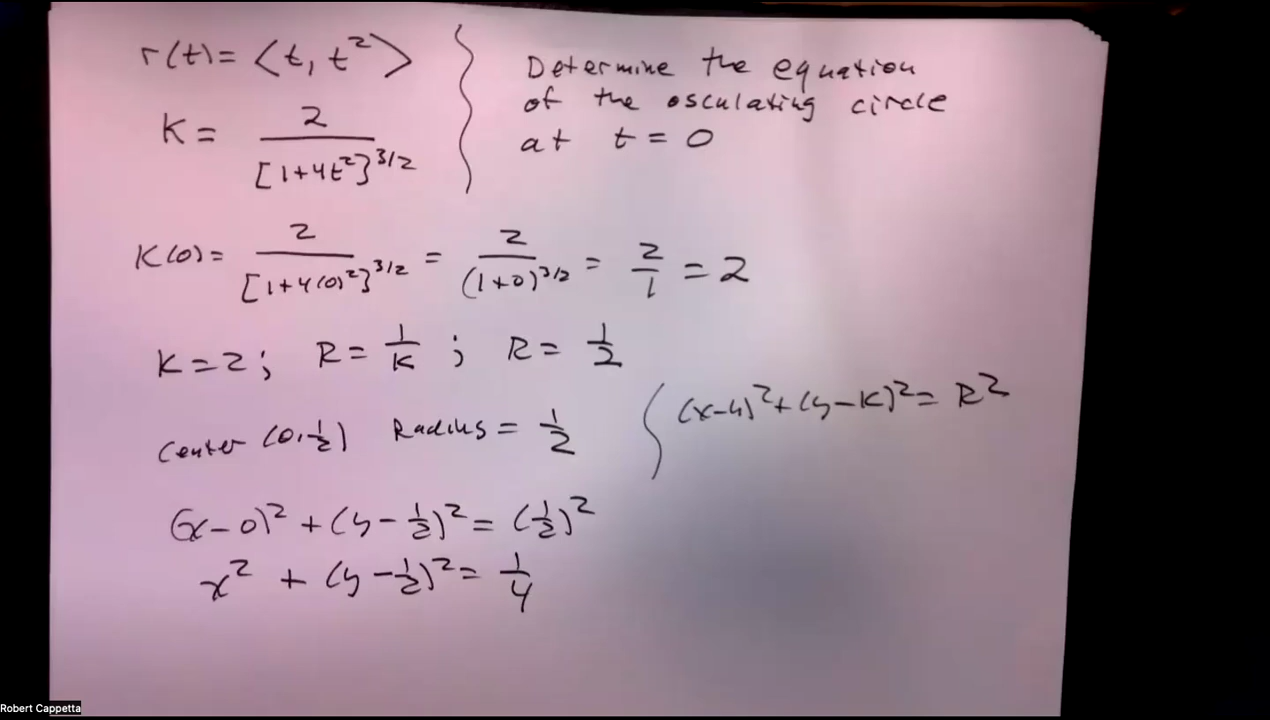 r(t) = ⟨t, t²⟩
Determine the equation
of the osculating circle
at t = 0
K = 2 / [1+4t²]^3/2
K(0) = 2 / [1+4(0)²]^3/2 = 2 / (1+0)^3/2 = 2/1 = 2
K = 2 ; R = 1/K ; R = 1/2
(x-h)² + (y-k)² = R²
Center (0, 1/2) Radius = 1/2
(x-0)² + (y - 1/2)² = (1/2)²
x² + (y - 1/2)² = 1/4
Robert Cappetta